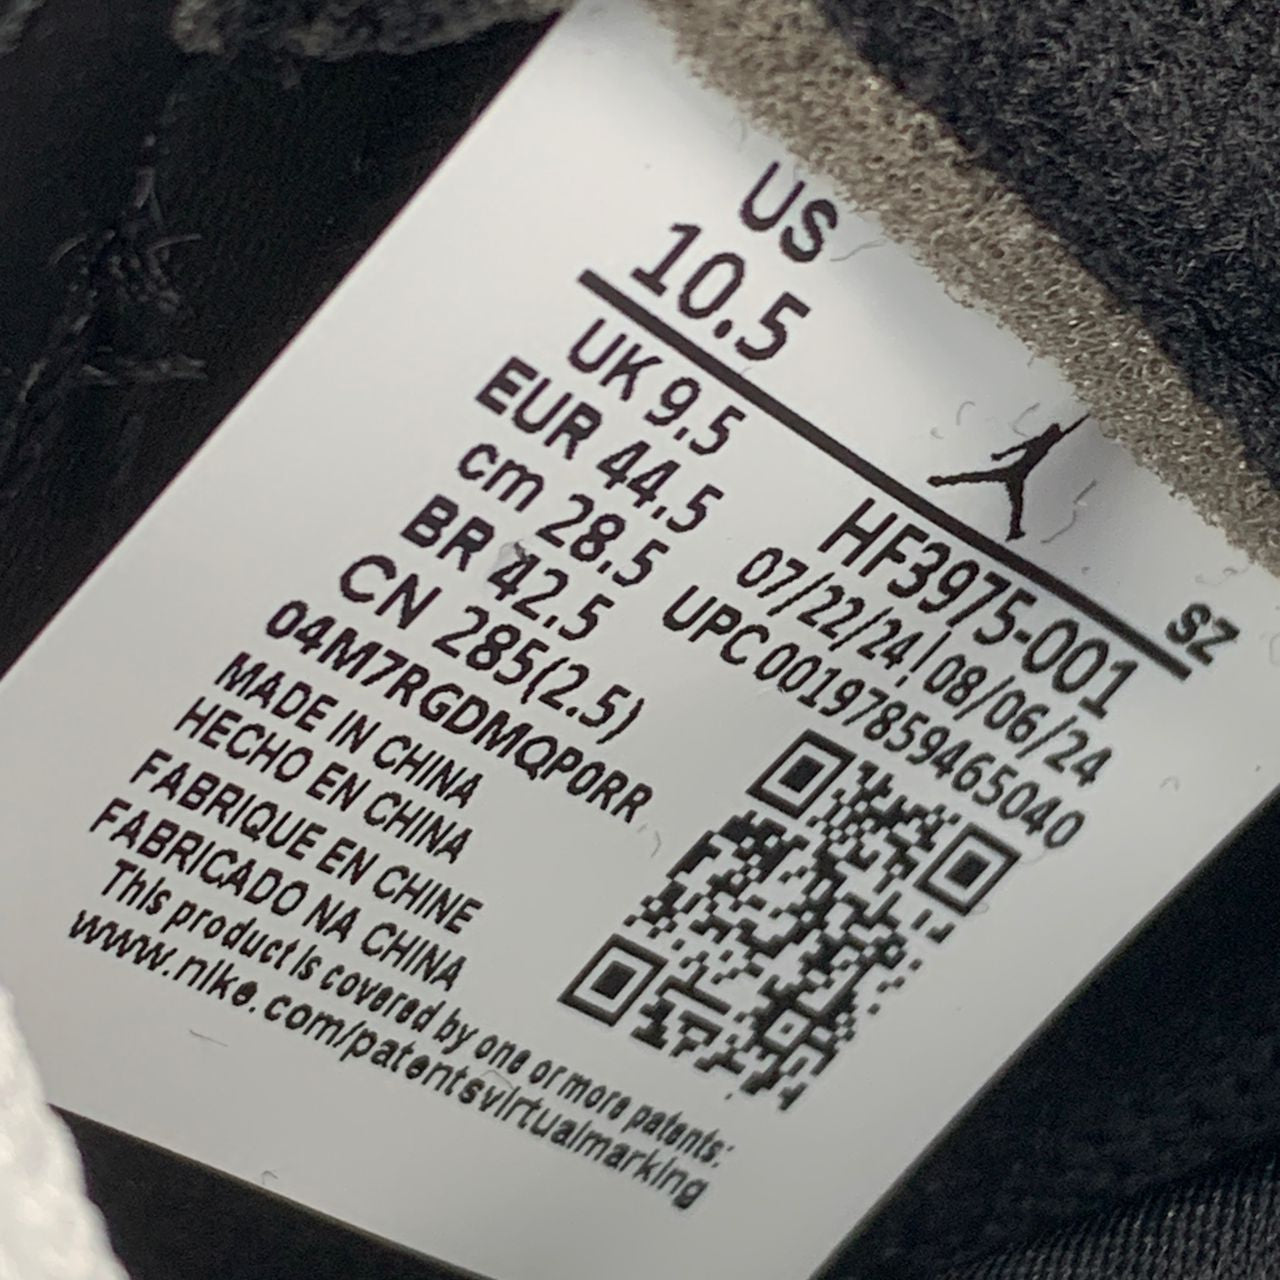 US
10.5
UK 9.5
EUR 44.5
cm 28.5
BR 42.5
CN 285(2.5)
04M7RGDMQP0RR
MADE IN CHINA
HECHO EN CHINA
FABRIQUE EN CHINE
FABRICADO NA CHINA
This product is covered by one or more patents:
www.nike.com/patentsvirtualmarking
HF3975-001
07/22/24|08/06/24
UPC 00197859465040
SZ